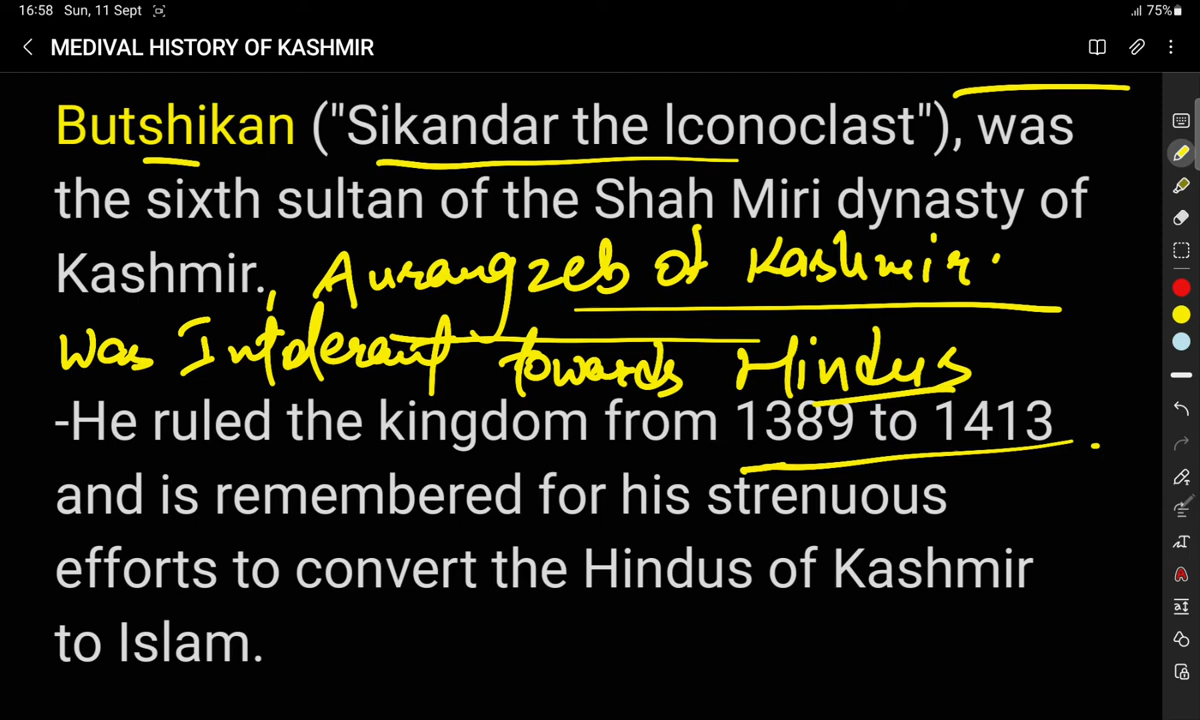 16:58 Sun, 11 Sept 75%
MEDIVAL HISTORY OF KASHMIR
Butshikan ("Sikandar the Iconoclast"), was
the sixth sultan of the Shah Miri dynasty of
Kashmir., Aurangzeb of Kashmir.
was Intolerant towards Hindus
-He ruled the kingdom from 1389 to 1413
and is remembered for his strenuous
efforts to convert the Hindus of Kashmir
to Islam.